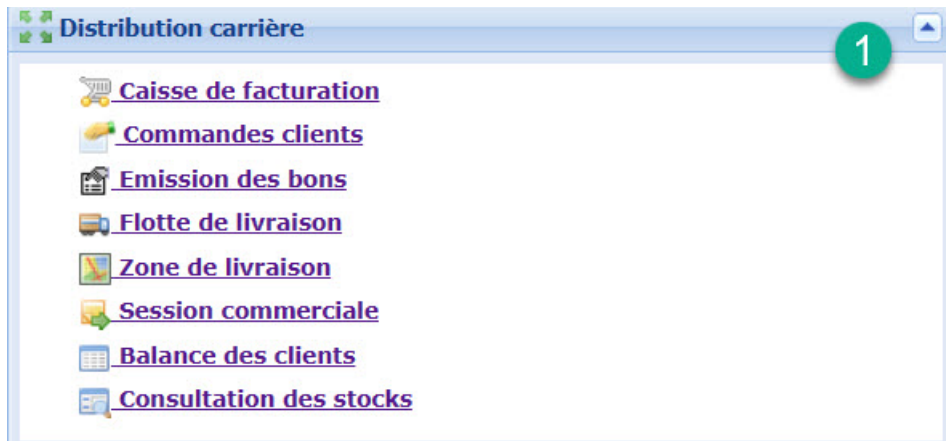 Distribution carrière
1
Caisse de facturation
Commandes clients
Emission des bons
Flotte de livraison
Zone de livraison
Session commerciale
Balance des clients
Consultation des stocks